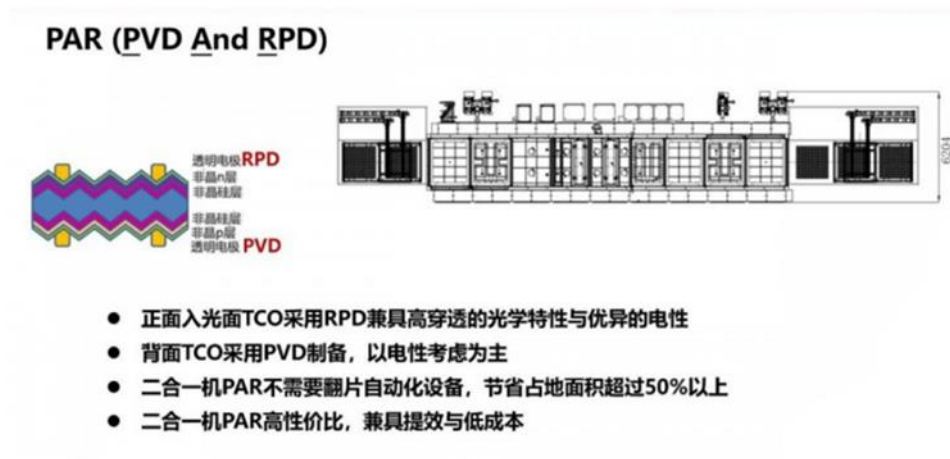 PAR (PVD And RPD)
透明电极RPD
非晶n层
非晶硅层
非晶硅层
非晶p层
透明电极 PVD
6204
● 正面入光面TCO采用RPD兼具高穿透的光学特性与优异的电性
● 背面TCO采用PVD制备，以电性考虑为主
● 二合一机PAR不需要翻片自动化设备，节省占地面积超过50%以上
● 二合一机PAR高性价比，兼具提效与低成本